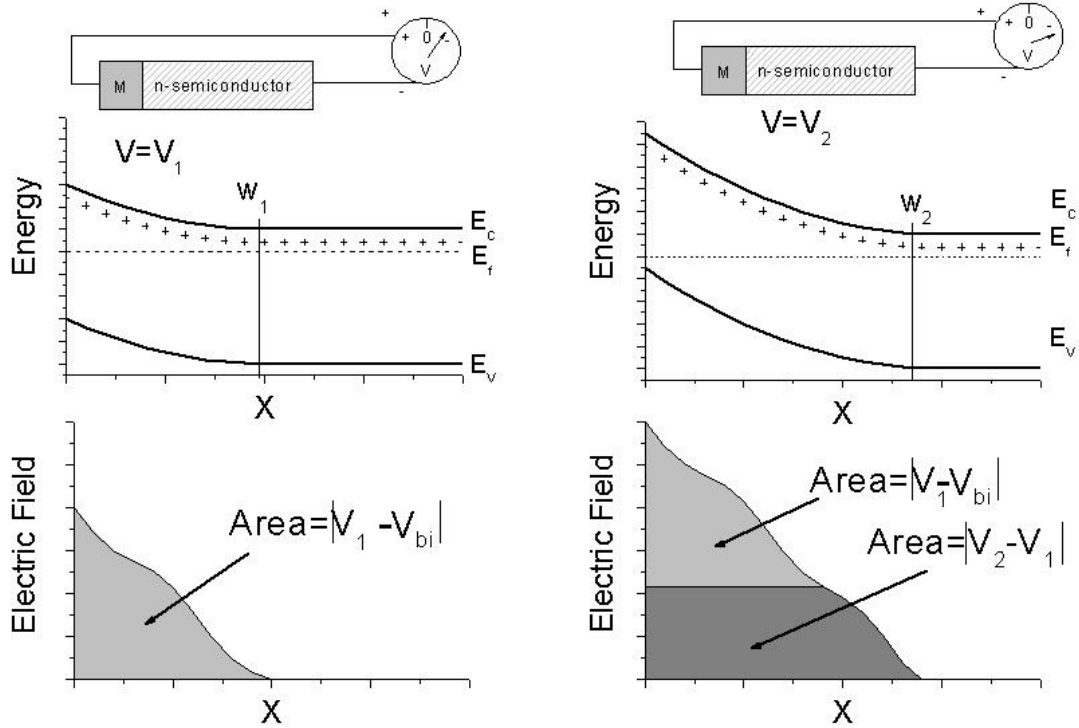 +
+ 0 -
V
M n-semiconductor
-
V=V1
w1
Energy
Ec
Ef
Ev
X
Electric Field
Area=|V1 -Vbi|
X
+
+ 0 -
V
M n-semiconductor
-
V=V2
w2
Energy
Ec
Ef
Ev
X
Electric Field
Area=|V1-Vbi|
Area=|V2-V1|
X